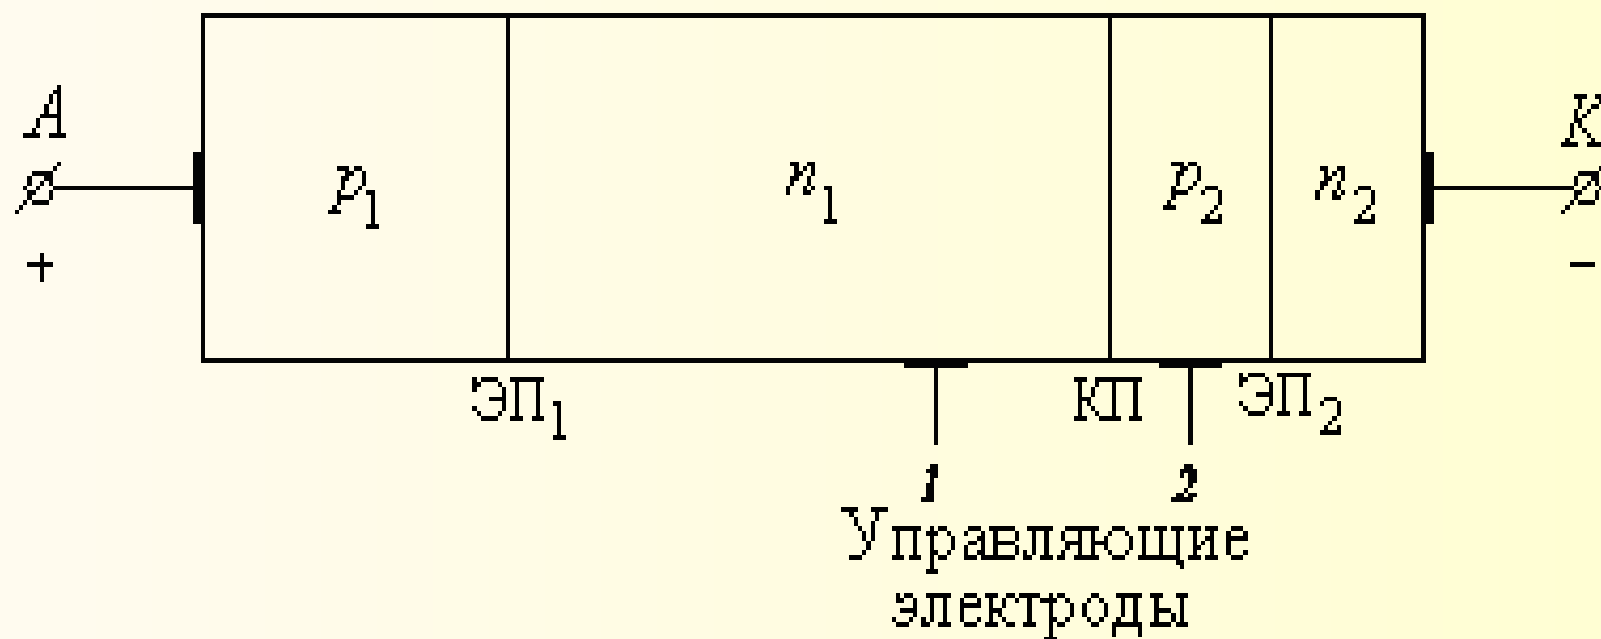 А К
p₁ n₁ p₂ n₂
+ −
ЭП₁ КП ЭП₂
1 2
Управляющие
электроды